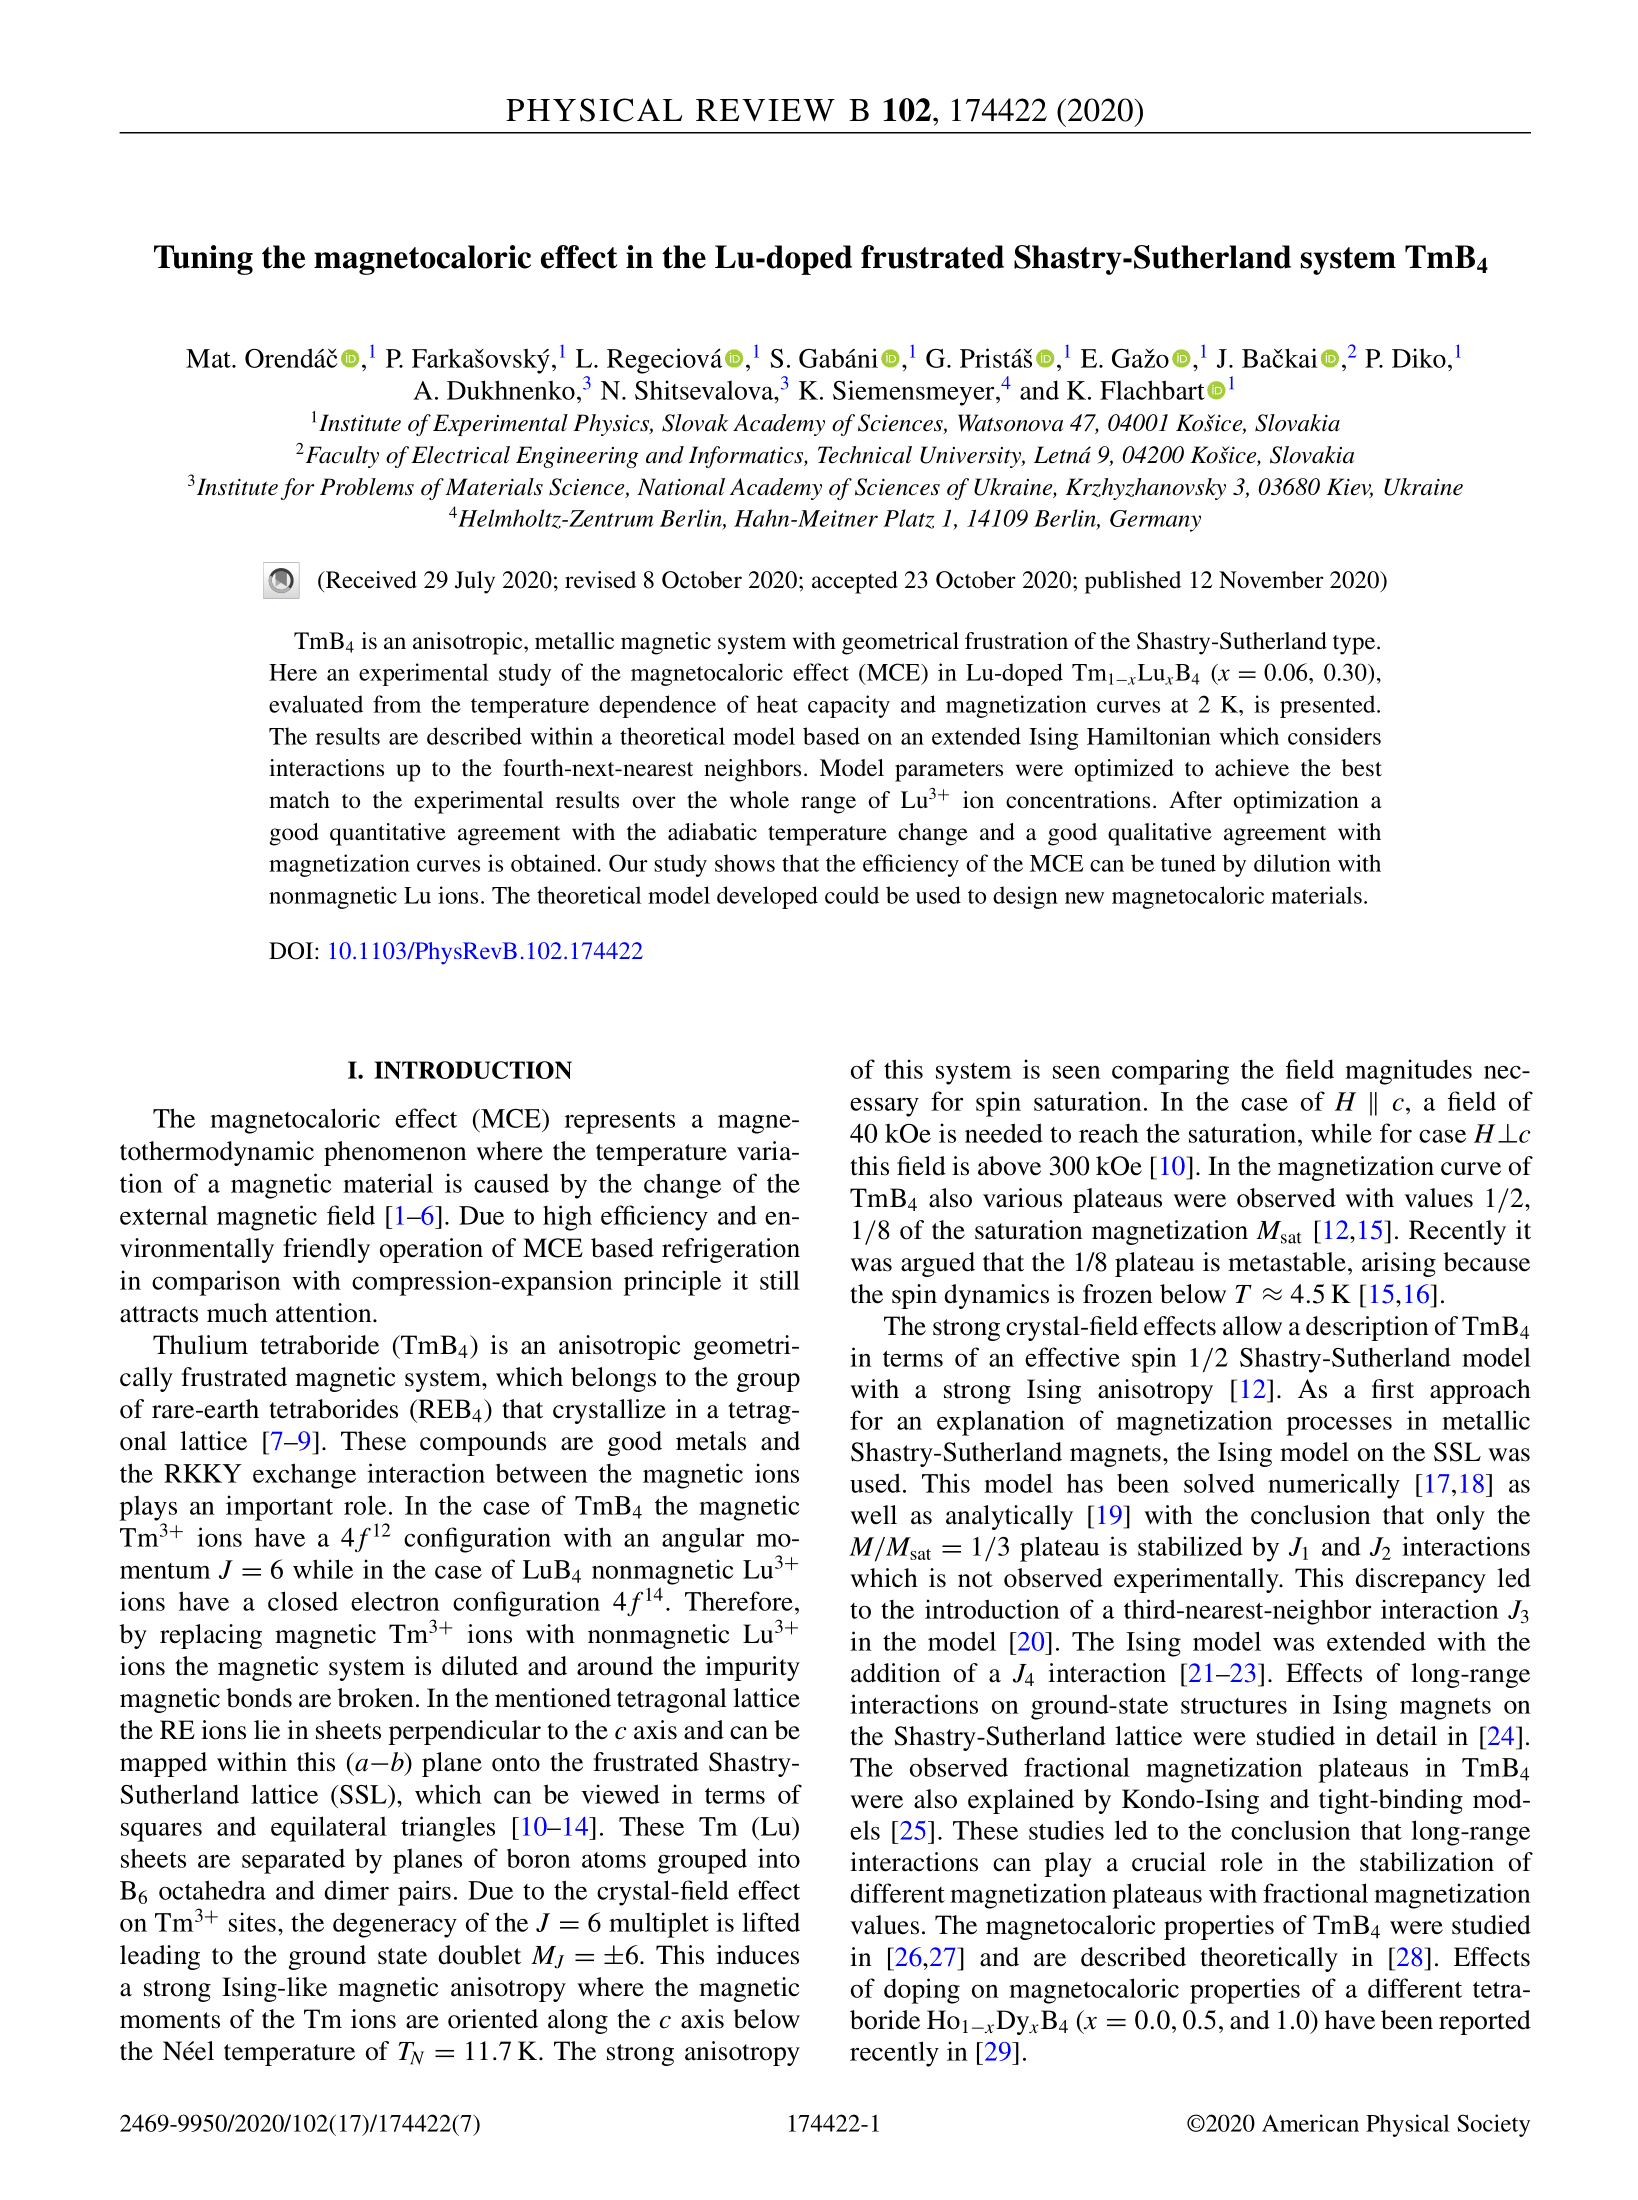 PHYSICAL REVIEW B 102, 174422 (2020)
Tuning the magnetocaloric effect in the Lu-doped frustrated Shastry-Sutherland system TmB4
Mat. Orendáč,1 P. Farkašovský,1 L. Regeciová,1 S. Gabáni,1 G. Pristáš,1 E. Gažo,1 J. Bačkai,2 P. Diko,1
A. Dukhnenko,3 N. Shitsevalova,3 K. Siemensmeyer,4 and K. Flachbart1
1Institute of Experimental Physics, Slovak Academy of Sciences, Watsonova 47, 04001 Košice, Slovakia
2Faculty of Electrical Engineering and Informatics, Technical University, Letná 9, 04200 Košice, Slovakia
3Institute for Problems of Materials Science, National Academy of Sciences of Ukraine, Krzhyzhanovsky 3, 03680 Kiev, Ukraine
4Helmholtz-Zentrum Berlin, Hahn-Meitner Platz 1, 14109 Berlin, Germany
(Received 29 July 2020; revised 8 October 2020; accepted 23 October 2020; published 12 November 2020)
TmB4 is an anisotropic, metallic magnetic system with geometrical frustration of the Shastry-Sutherland type.
Here an experimental study of the magnetocaloric effect (MCE) in Lu-doped Tm1−xLuxB4 (x = 0.06, 0.30),
evaluated from the temperature dependence of heat capacity and magnetization curves at 2 K, is presented.
The results are described within a theoretical model based on an extended Ising Hamiltonian which considers
interactions up to the fourth-next-nearest neighbors. Model parameters were optimized to achieve the best
match to the experimental results over the whole range of Lu3+ ion concentrations. After optimization a
good quantitative agreement with the adiabatic temperature change and a good qualitative agreement with
magnetization curves is obtained. Our study shows that the efficiency of the MCE can be tuned by dilution with
nonmagnetic Lu ions. The theoretical model developed could be used to design new magnetocaloric materials.
DOI: 10.1103/PhysRevB.102.174422
I. INTRODUCTION
The magnetocaloric effect (MCE) represents a magne-
tothermodynamic phenomenon where the temperature varia-
tion of a magnetic material is caused by the change of the
external magnetic field [1–6]. Due to high efficiency and en-
vironmentally friendly operation of MCE based refrigeration
in comparison with compression-expansion principle it still
attracts much attention.
Thulium tetraboride (TmB4) is an anisotropic geometri-
cally frustrated magnetic system, which belongs to the group
of rare-earth tetraborides (REB4) that crystallize in a tetrag-
onal lattice [7–9]. These compounds are good metals and
the RKKY exchange interaction between the magnetic ions
plays an important role. In the case of TmB4 the magnetic
Tm3+ ions have a 4f12 configuration with an angular mo-
mentum J = 6 while in the case of LuB4 nonmagnetic Lu3+
ions have a closed electron configuration 4f14. Therefore,
by replacing magnetic Tm3+ ions with nonmagnetic Lu3+
ions the magnetic system is diluted and around the impurity
magnetic bonds are broken. In the mentioned tetragonal lattice
the RE ions lie in sheets perpendicular to the c axis and can be
mapped within this (a−b) plane onto the frustrated Shastry-
Sutherland lattice (SSL), which can be viewed in terms of
squares and equilateral triangles [10–14]. These Tm (Lu)
sheets are separated by planes of boron atoms grouped into
B6 octahedra and dimer pairs. Due to the crystal-field effect
on Tm3+ sites, the degeneracy of the J = 6 multiplet is lifted
leading to the ground state doublet MJ = ±6. This induces
a strong Ising-like magnetic anisotropy where the magnetic
moments of the Tm ions are oriented along the c axis below
the Néel temperature of TN = 11.7 K. The strong anisotropy
of this system is seen comparing the field magnitudes nec-
essary for spin saturation. In the case of H ∥ c, a field of
40 kOe is needed to reach the saturation, while for case H⊥c
this field is above 300 kOe [10]. In the magnetization curve of
TmB4 also various plateaus were observed with values 1/2,
1/8 of the saturation magnetization Msat [12,15]. Recently it
was argued that the 1/8 plateau is metastable, arising because
the spin dynamics is frozen below T ≈ 4.5 K [15,16].
The strong crystal-field effects allow a description of TmB4
in terms of an effective spin 1/2 Shastry-Sutherland model
with a strong Ising anisotropy [12]. As a first approach
for an explanation of magnetization processes in metallic
Shastry-Sutherland magnets, the Ising model on the SSL was
used. This model has been solved numerically [17,18] as
well as analytically [19] with the conclusion that only the
M/Msat = 1/3 plateau is stabilized by J1 and J2 interactions
which is not observed experimentally. This discrepancy led
to the introduction of a third-nearest-neighbor interaction J3
in the model [20]. The Ising model was extended with the
addition of a J4 interaction [21–23]. Effects of long-range
interactions on ground-state structures in Ising magnets on
the Shastry-Sutherland lattice were studied in detail in [24].
The observed fractional magnetization plateaus in TmB4
were also explained by Kondo-Ising and tight-binding mod-
els [25]. These studies led to the conclusion that long-range
interactions can play a crucial role in the stabilization of
different magnetization plateaus with fractional magnetization
values. The magnetocaloric properties of TmB4 were studied
in [26,27] and are described theoretically in [28]. Effects
of doping on magnetocaloric properties of a different tetra-
boride Ho1−xDyxB4 (x = 0.0, 0.5, and 1.0) have been reported
recently in [29].
2469-9950/2020/102(17)/174422(7)
174422-1
©2020 American Physical Society